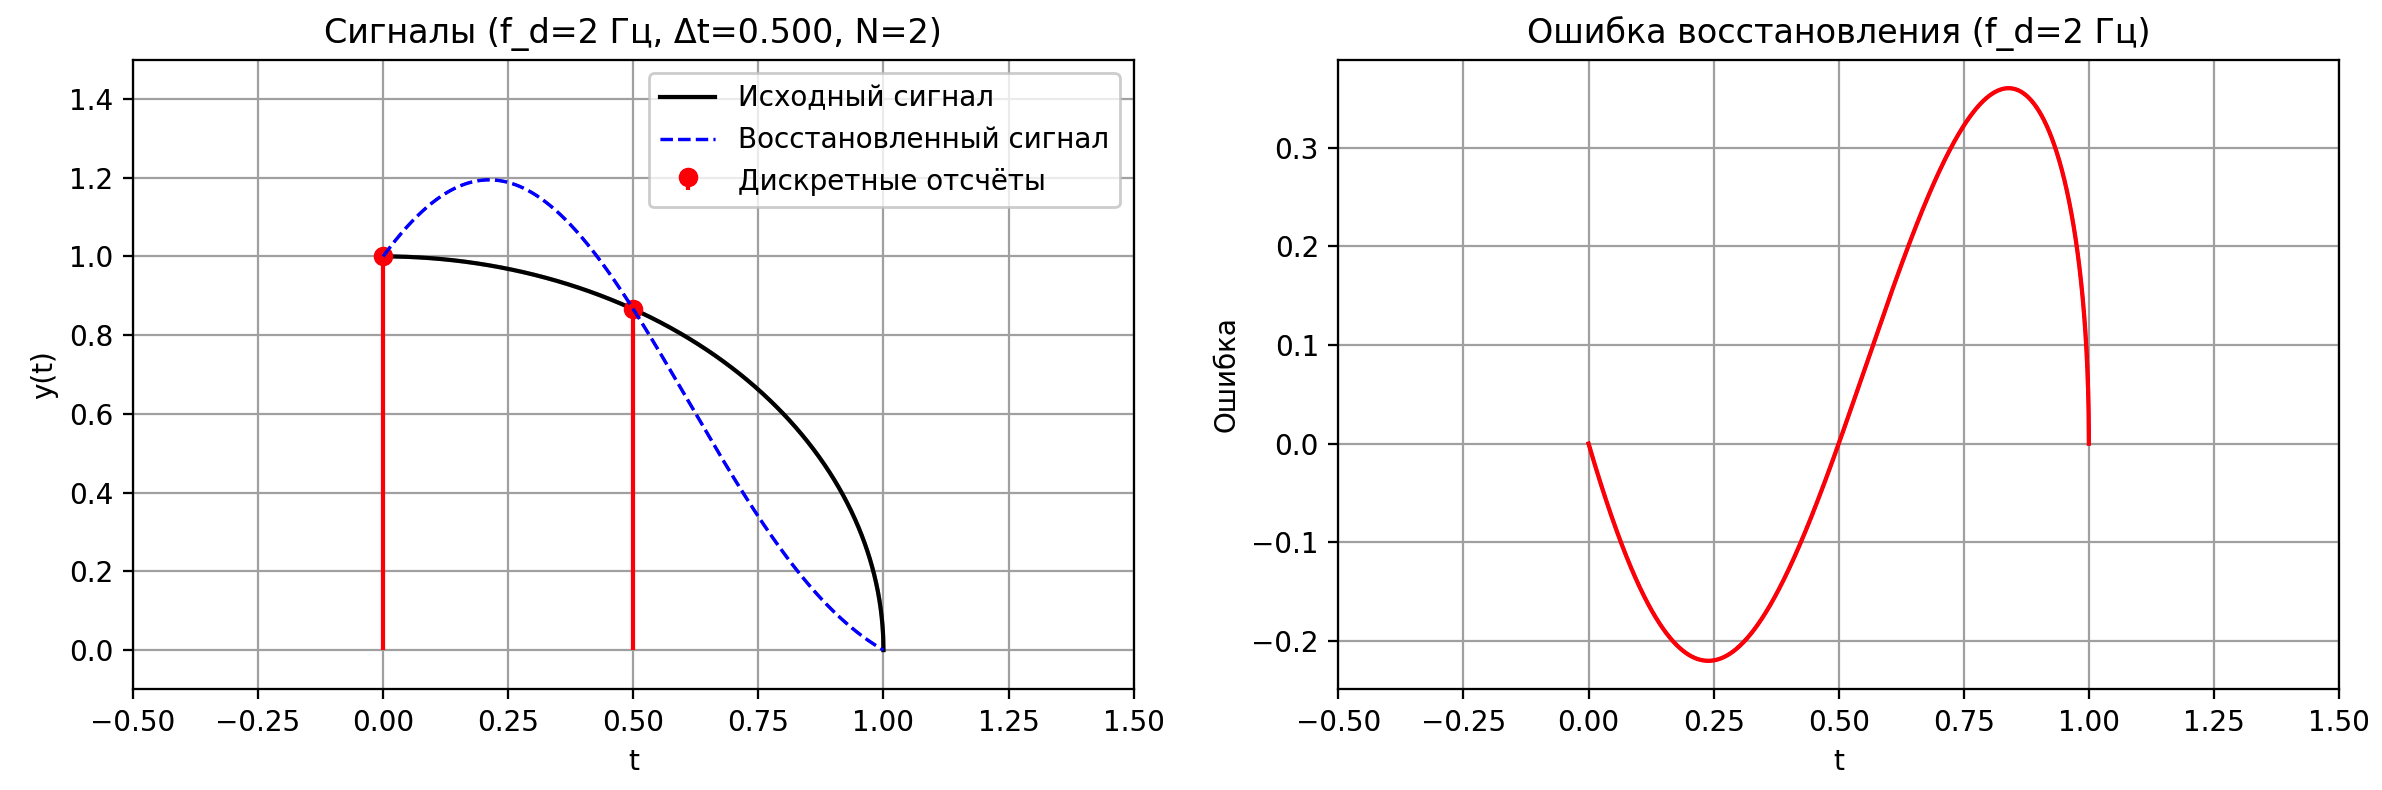 Сигналы (f_d=2 Гц, Δt=0.500, N=2)
Исходный сигнал
Восстановленный сигнал
Дискретные отсчёты
1.4
1.2
1.0
0.8
0.6
0.4
0.2
0.0
y(t)
−0.50 −0.25 0.00 0.25 0.50 0.75 1.00 1.25 1.50
t
Ошибка восстановления (f_d=2 Гц)
0.3
0.2
0.1
0.0
−0.1
−0.2
Ошибка
−0.50 −0.25 0.00 0.25 0.50 0.75 1.00 1.25 1.50
t